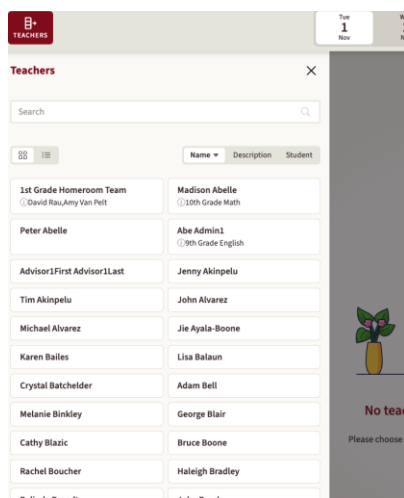 TEACHERS
Tue
1
Nov
Teachers
Search
Name Description Student
1st Grade Homeroom Team
David Rau,Amy Van Pelt
Madison Abelle
10th Grade Math
Peter Abelle
Abe Admin1
9th Grade English
Advisor1First Advisor1Last
Jenny Akinpelu
Tim Akinpelu
John Alvarez
Michael Alvarez
Jie Ayala-Boone
Karen Bailes
Lisa Balaun
Crystal Batchelder
Adam Bell
Melanie Binkley
George Blair
Cathy Blazic
Bruce Boone
Rachel Boucher
Haleigh Bradley
No teac
Please choose